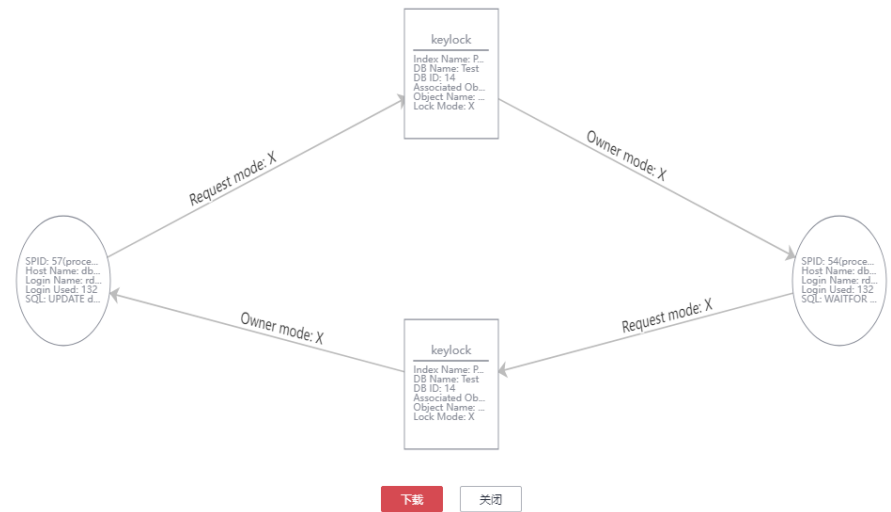 keylock
Index Name: P...
DB Name: Test
DB ID: 14
Associated Ob...
Object Name: ...
Lock Mode: X
Request mode: X
Owner mode: X
SPID: 57(proce...
Host Name: db...
Login Name: rd...
Login Used: 132
SQL: UPDATE d...
SPID: 54(proce...
Host Name: db...
Login Name: rd...
Login Used: 132
SQL: WAITFOR ...
Owner mode: X
Request mode: X
keylock
Index Name: P...
DB Name: Test
DB ID: 14
Associated Ob...
Object Name: ...
Lock Mode: X
下载
关闭